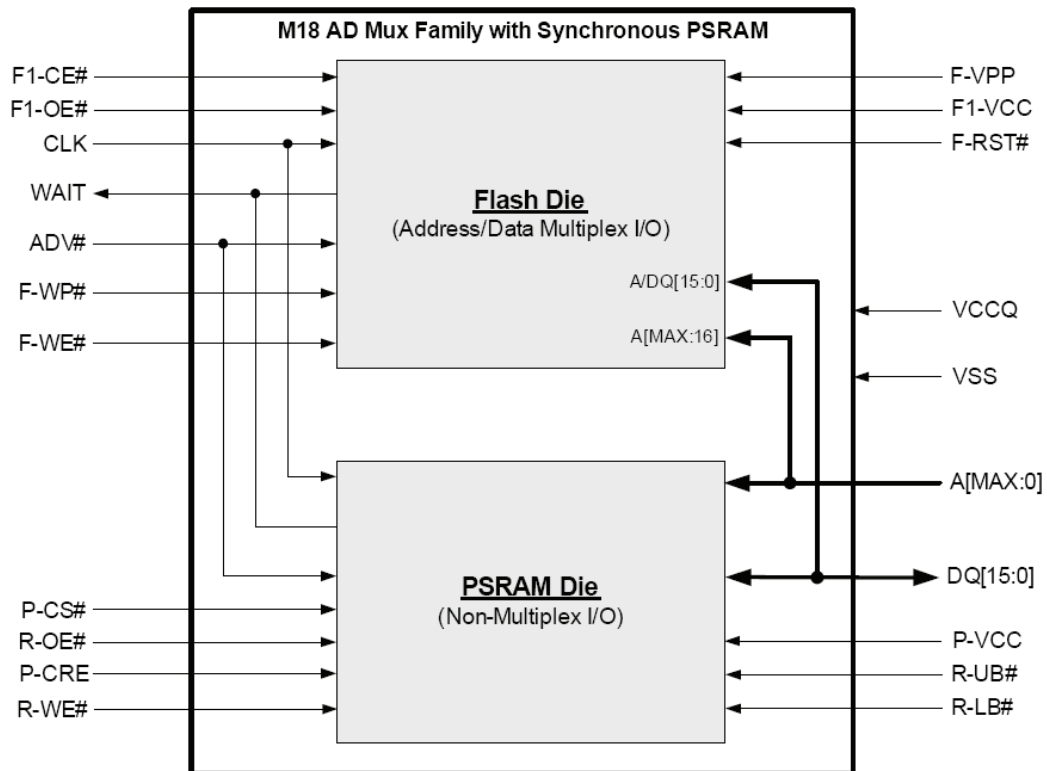 M18 AD Mux Family with Synchronous PSRAM
F1-CE#
F1-OE#
CLK
WAIT
ADV#
F-WP#
F-WE#
Flash Die
(Address/Data Multiplex I/O)
A/DQ[15:0]
A[MAX:16]
F-VPP
F1-VCC
F-RST#
VCCQ
VSS
A[MAX:0]
DQ[15:0]
PSRAM Die
(Non-Multiplex I/O)
P-CS#
R-OE#
P-CRE
R-WE#
P-VCC
R-UB#
R-LB#